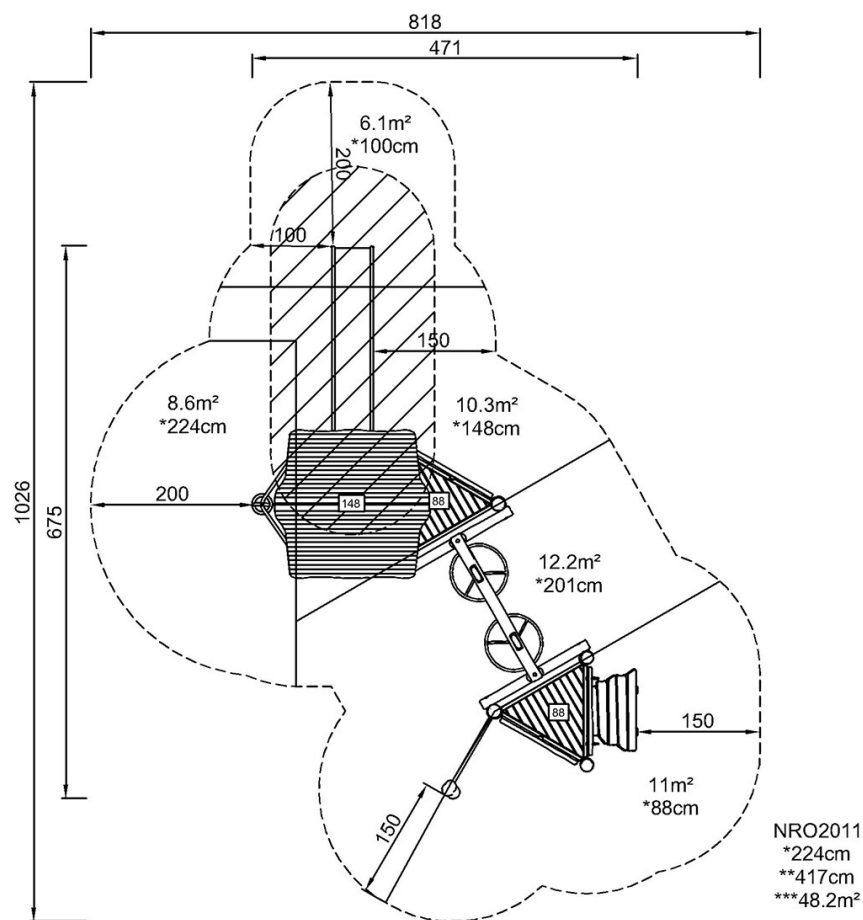 818
471
6.1m²
*100cm
200
100
150
8.6m²
*224cm
10.3m²
*148cm
1026
675
200
148
88
12.2m²
*201cm
88
150
11m²
*88cm
150
NRO2011
*224cm
**417cm
***48.2m²